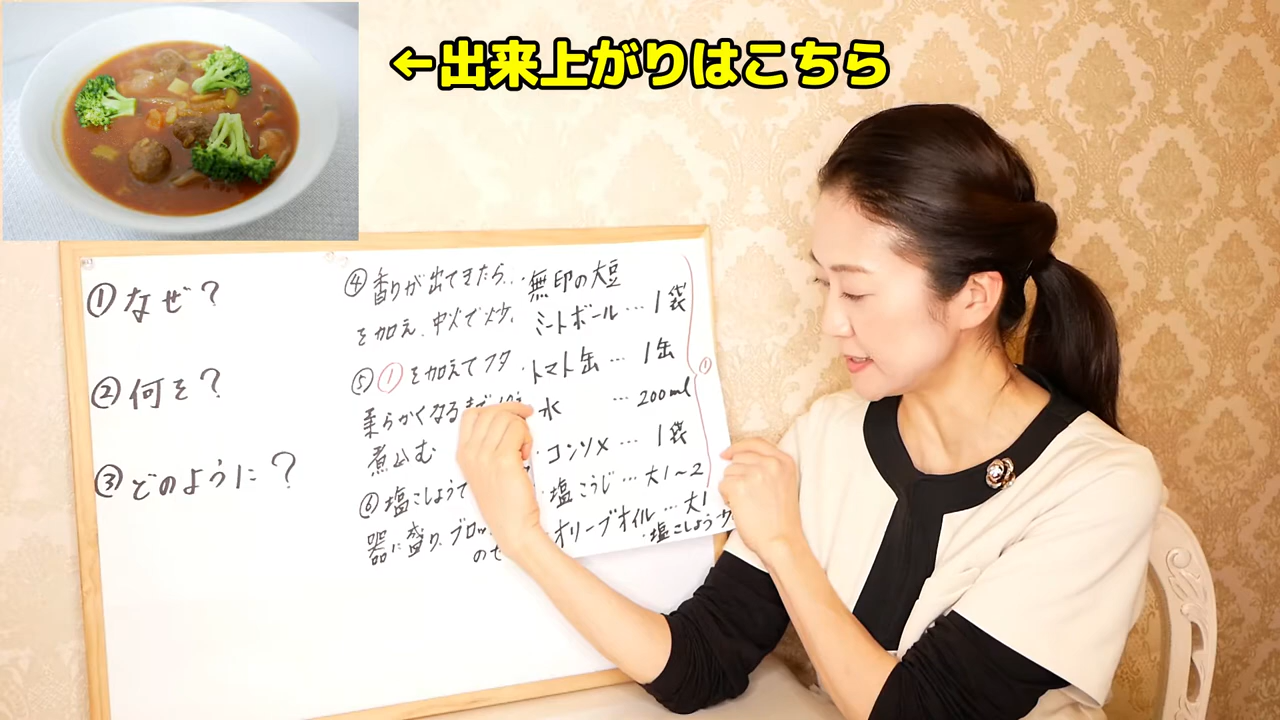 ←出来上がりはこちら
①なぜ?
②何を?
③どのように?
④香りが出てきたら..
を加え、中火で炒、
⑤①を加えてフタ
柔らかくなるまで
煮込む
⑥塩こしょうで
器に盛り、ブロッ
のせ
・無印の大豆
ミートボール…1袋
・トマト缶…1缶
水…200ml
・コンソメ…1袋
・塩こうじ…大1〜2
オリーブオイル…大1
・塩こしょう…少
①